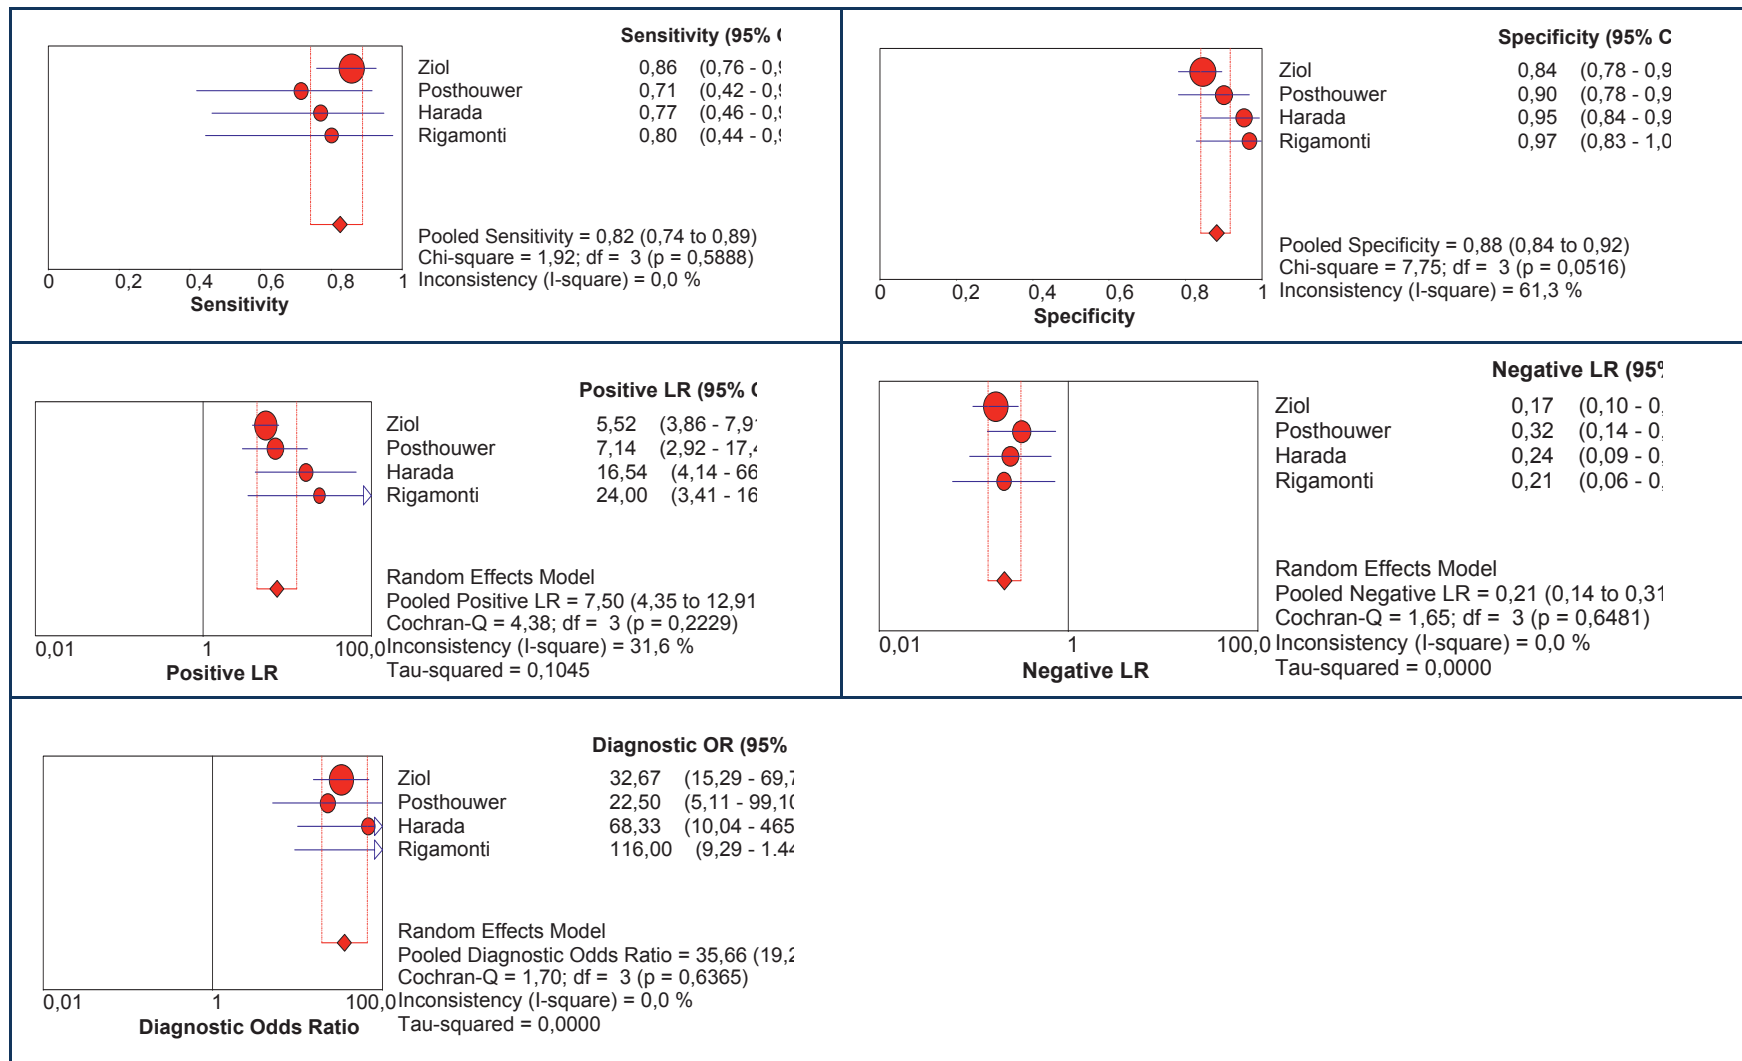 Sensitivity (95% C
Ziol 0,86 (0,76 - 0,9
Posthouwer 0,71 (0,42 - 0,9
Harada 0,77 (0,46 - 0,9
Rigamonti 0,80 (0,44 - 0,9
Pooled Sensitivity = 0,82 (0,74 to 0,89)
Chi-square = 1,92; df = 3 (p = 0,5888)
Inconsistency (I-square) = 0,0 %
0 0,2 0,4 0,6 0,8 1
Sensitivity
Specificity (95% C
Ziol 0,84 (0,78 - 0,9
Posthouwer 0,90 (0,78 - 0,9
Harada 0,95 (0,84 - 0,9
Rigamonti 0,97 (0,83 - 1,0
Pooled Specificity = 0,88 (0,84 to 0,92)
Chi-square = 7,75; df = 3 (p = 0,0516)
Inconsistency (I-square) = 61,3 %
0 0,2 0,4 0,6 0,8 1
Specificity
Positive LR (95% C
Ziol 5,52 (3,86 - 7,91
Posthouwer 7,14 (2,92 - 17,4
Harada 16,54 (4,14 - 66
Rigamonti 24,00 (3,41 - 16
Random Effects Model
Pooled Positive LR = 7,50 (4,35 to 12,91
Cochran-Q = 4,38; df = 3 (p = 0,2229)
Inconsistency (I-square) = 31,6 %
Tau-squared = 0,1045
0,01 1 100,0
Positive LR
Negative LR (95%
Ziol 0,17 (0,10 - 0,
Posthouwer 0,32 (0,14 - 0,
Harada 0,24 (0,09 - 0,
Rigamonti 0,21 (0,06 - 0,
Random Effects Model
Pooled Negative LR = 0,21 (0,14 to 0,31
Cochran-Q = 1,65; df = 3 (p = 0,6481)
Inconsistency (I-square) = 0,0 %
Tau-squared = 0,0000
0,01 1 100,0
Negative LR
Diagnostic OR (95%
Ziol 32,67 (15,29 - 69,7
Posthouwer 22,50 (5,11 - 99,10
Harada 68,33 (10,04 - 465
Rigamonti 116,00 (9,29 - 1.44
Random Effects Model
Pooled Diagnostic Odds Ratio = 35,66 (19,2
Cochran-Q = 1,70; df = 3 (p = 0,6365)
Inconsistency (I-square) = 0,0 %
Tau-squared = 0,0000
0,01 1 100,0
Diagnostic Odds Ratio